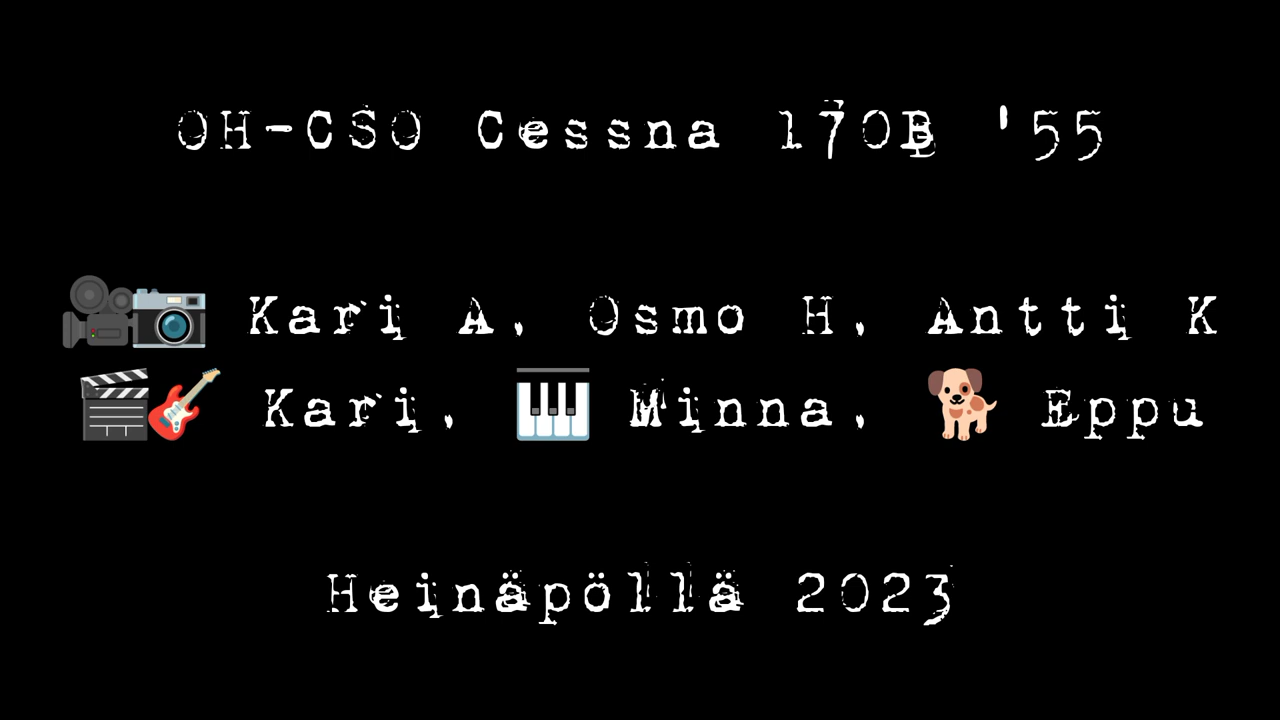 OH-CSO Cessna 170B '55
🎥📷 Kari A, Osmo H, Antti K
🎬🎸 Kari, 🎹 Minna, 🐶 Eppu
Heinäpöllä 2023